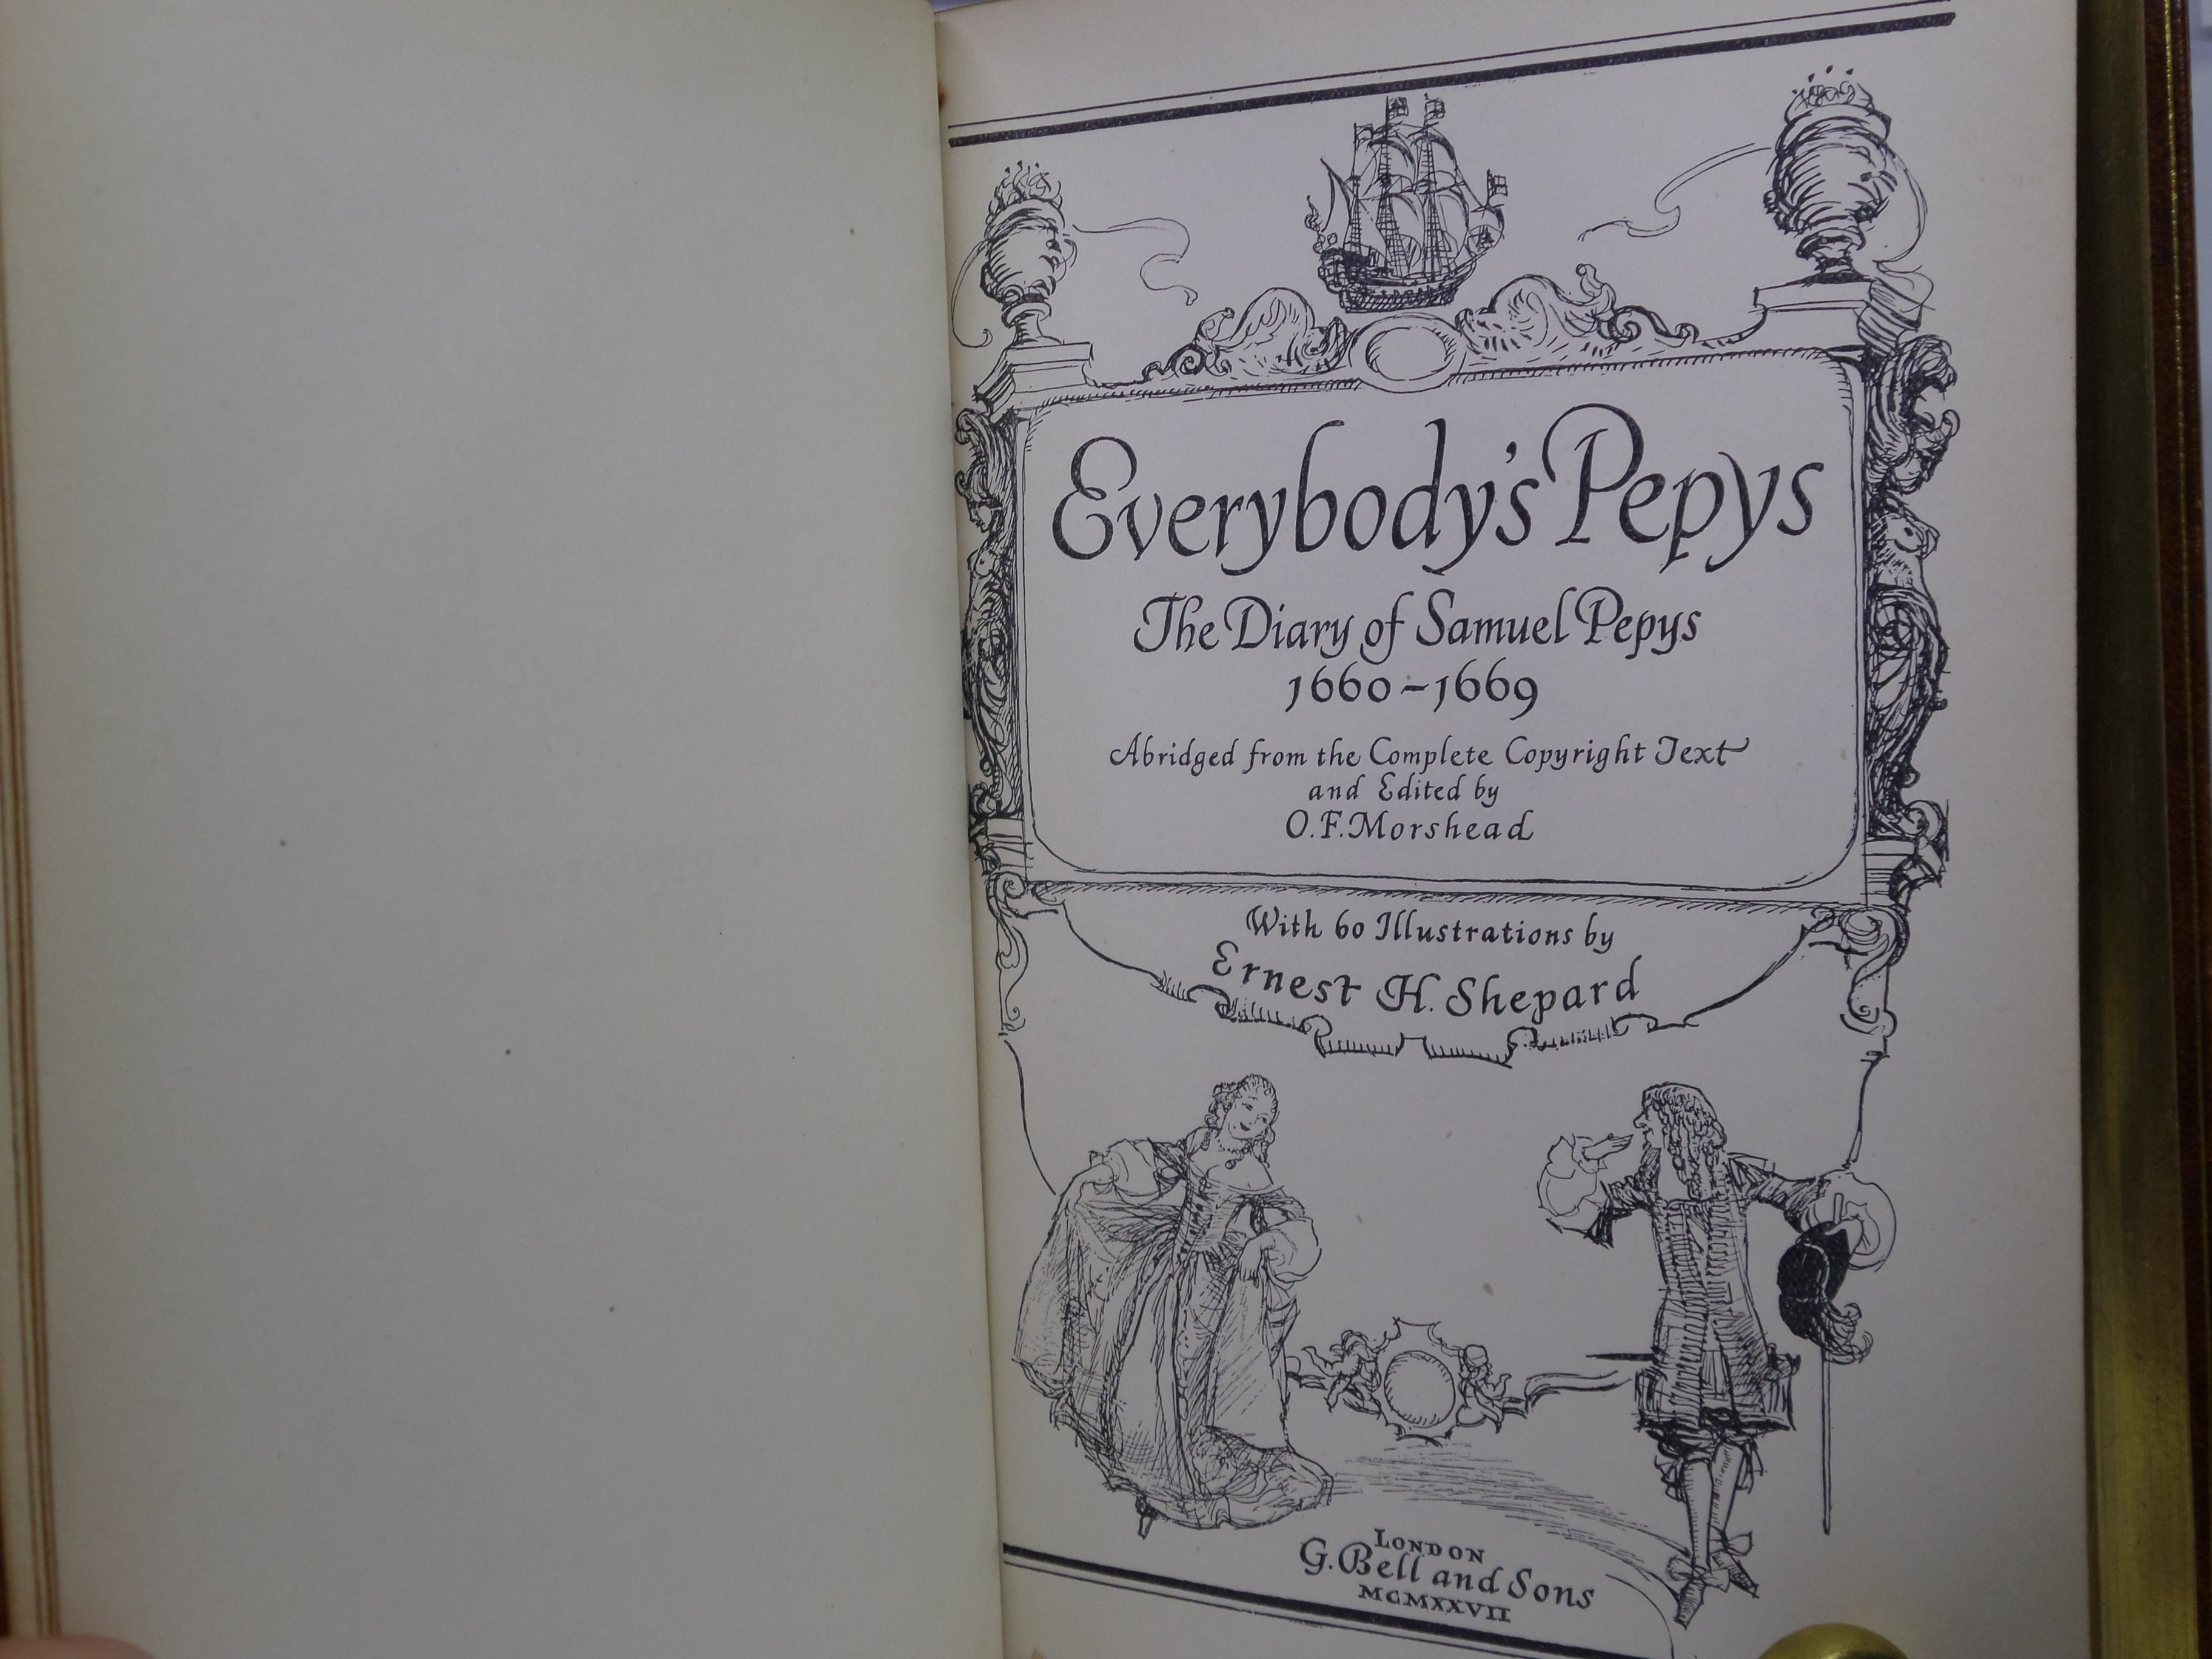 Everybody's Pepys
The Diary of Samuel Pepys
1660–1669
Abridged from the Complete Copyright Text
and Edited by
O.F. Morshead
With 60 Illustrations by
Ernest H. Shepard
LONDON
G. Bell and Sons
MCMXXVII